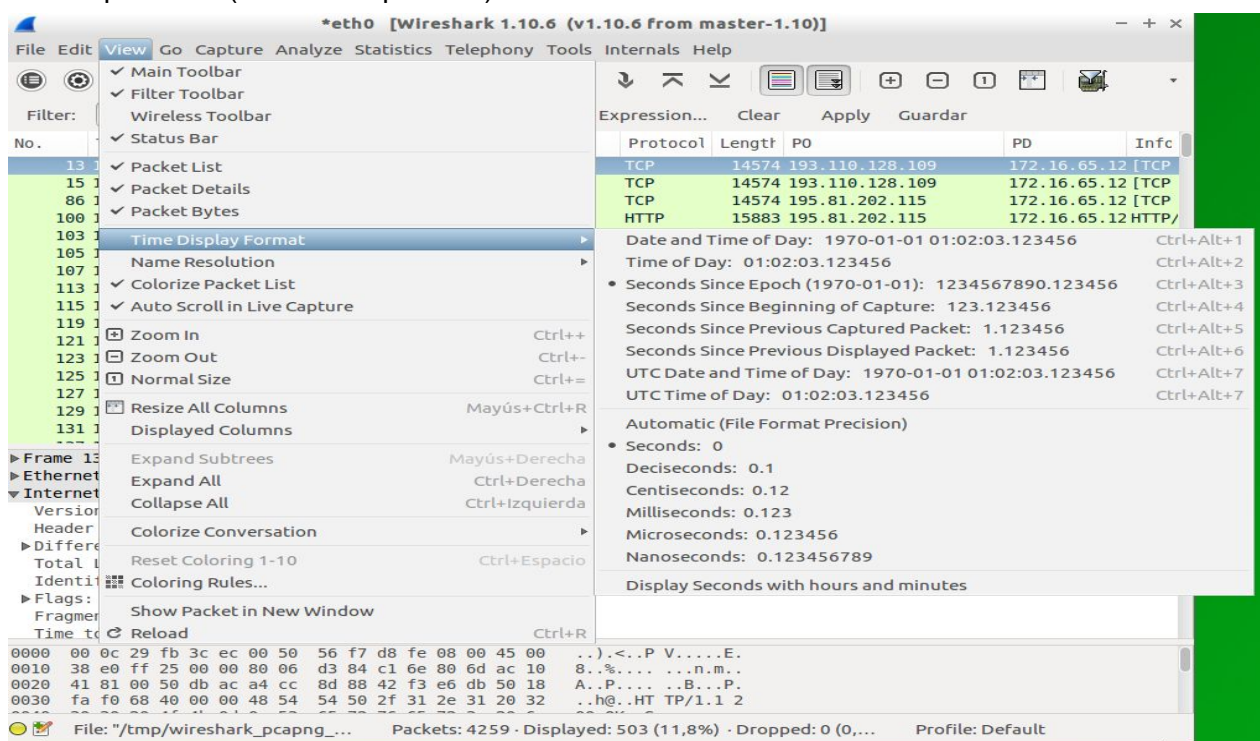 *eth0 [Wireshark 1.10.6 (v1.10.6 from master-1.10)]
File Edit View Go Capture Analyze Statistics Telephony Tools Internals Help
Main Toolbar
Filter Toolbar
Wireless Toolbar
Status Bar
Packet List
Packet Details
Packet Bytes
Time Display Format
Name Resolution
Colorize Packet List
Auto Scroll in Live Capture
Zoom In Ctrl++
Zoom Out Ctrl+-
Normal Size Ctrl+=
Resize All Columns Mayús+Ctrl+R
Displayed Columns
Expand Subtrees Mayús+Derecha
Expand All Ctrl+Derecha
Collapse All Ctrl+Izquierda
Colorize Conversation
Reset Coloring 1-10 Ctrl+Espacio
Coloring Rules...
Show Packet in New Window
Reload Ctrl+R
Filter: Expression... Clear Apply Guardar
No. Protocol Length PO PD Info
13 TCP 14574 193.110.128.109 172.16.65.12 [TCP
15 TCP 14574 193.110.128.109 172.16.65.12 [TCP
86 TCP 14574 195.81.202.115 172.16.65.12 [TCP
100 HTTP 15883 195.81.202.115 172.16.65.12 HTTP/
103
105
107
113
115
119
121
123
125
127
129
131
Date and Time of Day: 1970-01-01 01:02:03.123456 Ctrl+Alt+1
Time of Day: 01:02:03.123456 Ctrl+Alt+2
Seconds Since Epoch (1970-01-01): 1234567890.123456 Ctrl+Alt+3
Seconds Since Beginning of Capture: 123.123456 Ctrl+Alt+4
Seconds Since Previous Captured Packet: 1.123456 Ctrl+Alt+5
Seconds Since Previous Displayed Packet: 1.123456 Ctrl+Alt+6
UTC Date and Time of Day: 1970-01-01 01:02:03.123456 Ctrl+Alt+7
UTC Time of Day: 01:02:03.123456 Ctrl+Alt+7
Automatic (File Format Precision)
Seconds: 0
Deciseconds: 0.1
Centiseconds: 0.12
Milliseconds: 0.123
Microseconds: 0.123456
Nanoseconds: 0.123456789
Display Seconds with hours and minutes
Frame 13
Ethernet
Internet
Version
Header
Differe
Total L
Identif
Flags:
Fragmen
Time to
0000 00 0c 29 fb 3c ec 00 50 56 f7 d8 fe 08 00 45 00 ..).<..P V.....E.
0010 38 e0 ff 25 00 00 80 06 d3 84 c1 6e 80 6d ac 10 8..%.... ...n.m..
0020 41 81 00 50 db ac a4 cc 8d 88 42 f3 e6 db 50 18 A..P.... ..B...P.
0030 fa f0 68 40 00 00 48 54 54 50 2f 31 2e 31 20 32 ..h@..HT TP/1.1 2
File: "/tmp/wireshark_pcapng_... Packets: 4259 · Displayed: 503 (11,8%) · Dropped: 0 (0,... Profile: Default